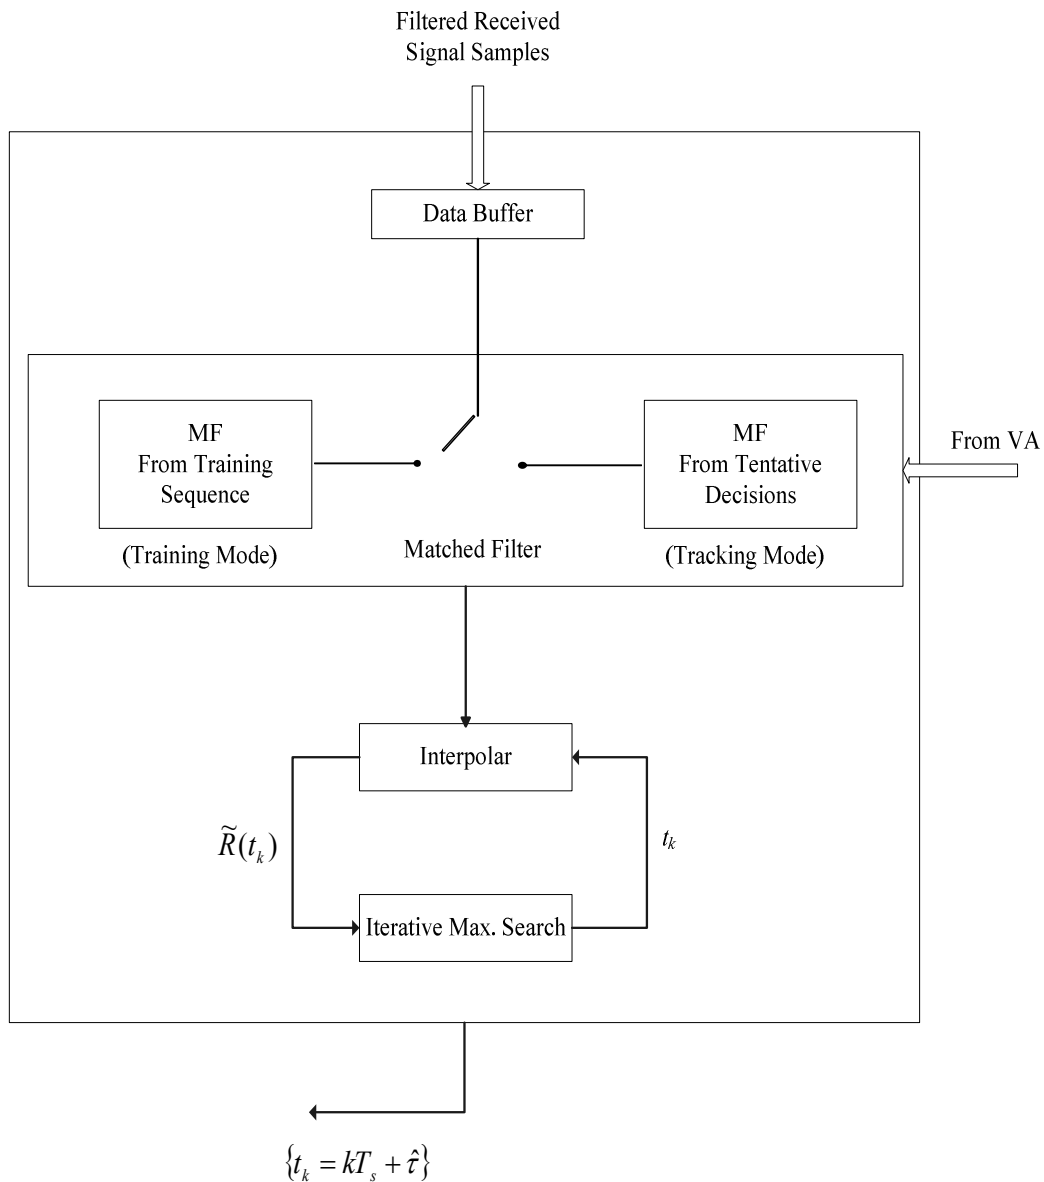 Filtered Received
Signal Samples
Data Buffer
MF
From Training
Sequence
(Training Mode)
Matched Filter
MF
From Tentative
Decisions
(Tracking Mode)
From VA
Interpolar
R̃(t_k)
t_k
Iterative Max. Search
{t_k = kT_s + τ̂}